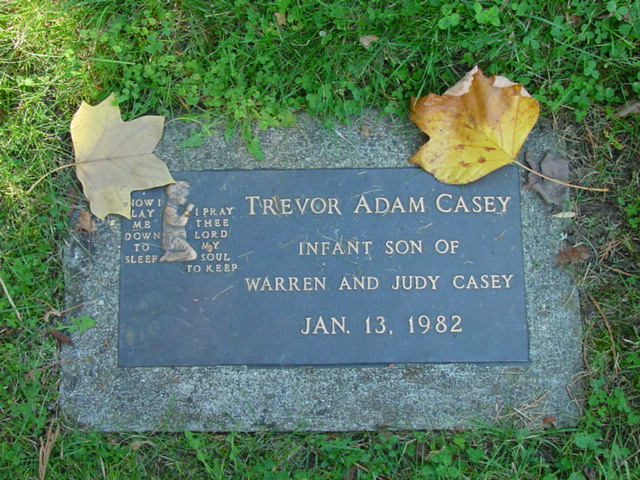 NOW I
LAY
ME
DOWN
TO
SLEEP
I PRAY
THEE
LORD
MY
SOUL
TO KEEP
TREVOR ADAM CASEY
INFANT SON OF
WARREN AND JUDY CASEY
JAN. 13, 1982